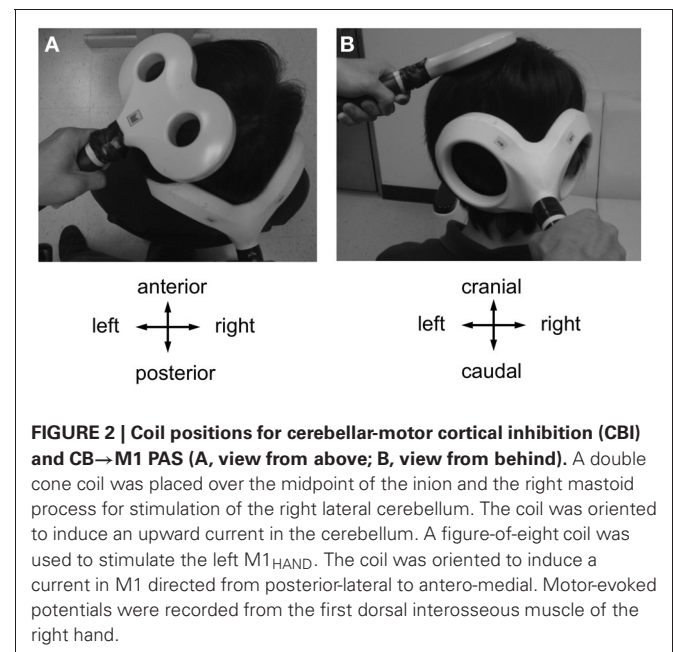 A
B
anterior
left right
posterior
cranial
left right
caudal
FIGURE 2 | Coil positions for cerebellar-motor cortical inhibition (CBI)
and CB→M1 PAS (A, view from above; B, view from behind). A double
cone coil was placed over the midpoint of the inion and the right mastoid
process for stimulation of the right lateral cerebellum. The coil was oriented
to induce an upward current in the cerebellum. A figure-of-eight coil was
used to stimulate the left M1HAND. The coil was oriented to induce a
current in M1 directed from posterior-lateral to antero-medial. Motor-evoked
potentials were recorded from the first dorsal interosseous muscle of the
right hand.